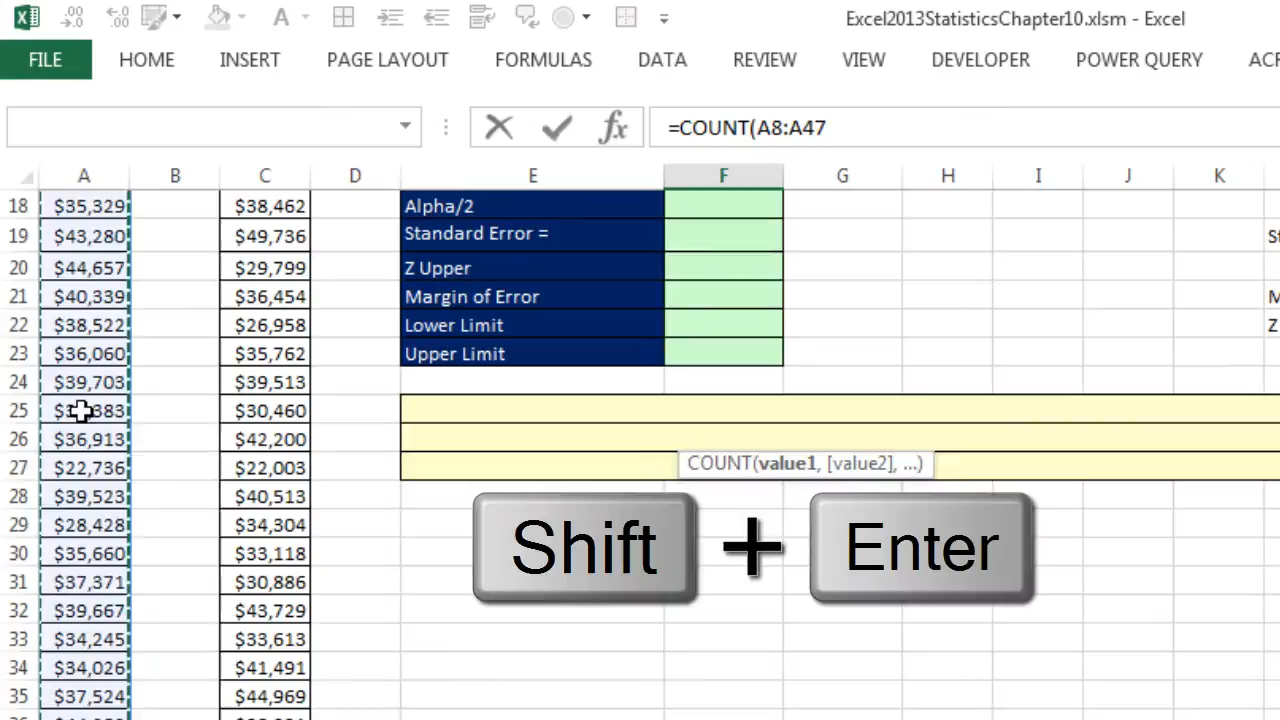 Excel2013StatisticsChapter10.xlsm - Excel
FILE HOME INSERT PAGE LAYOUT FORMULAS DATA REVIEW VIEW DEVELOPER POWER QUERY
fx =COUNT(A8:A47
A B C D E F G H I J K
18 $35,329 $38,462 Alpha/2
19 $43,280 $49,736 Standard Error =
20 $44,657 $29,799 Z Upper
21 $40,339 $36,454 Margin of Error
22 $38,522 $26,958 Lower Limit
23 $36,060 $35,762 Upper Limit
24 $39,703 $39,513
25 $30,460
26 $36,913 $42,200
27 $22,736 $22,003 COUNT(value1, [value2], ...)
28 $39,523 $40,513
29 $28,428 $34,304
30 $35,660 $33,118
31 $37,371 $30,886
32 $39,667 $43,729
33 $34,245 $33,613
34 $34,026 $41,491
35 $37,524 $44,969
Shift + Enter